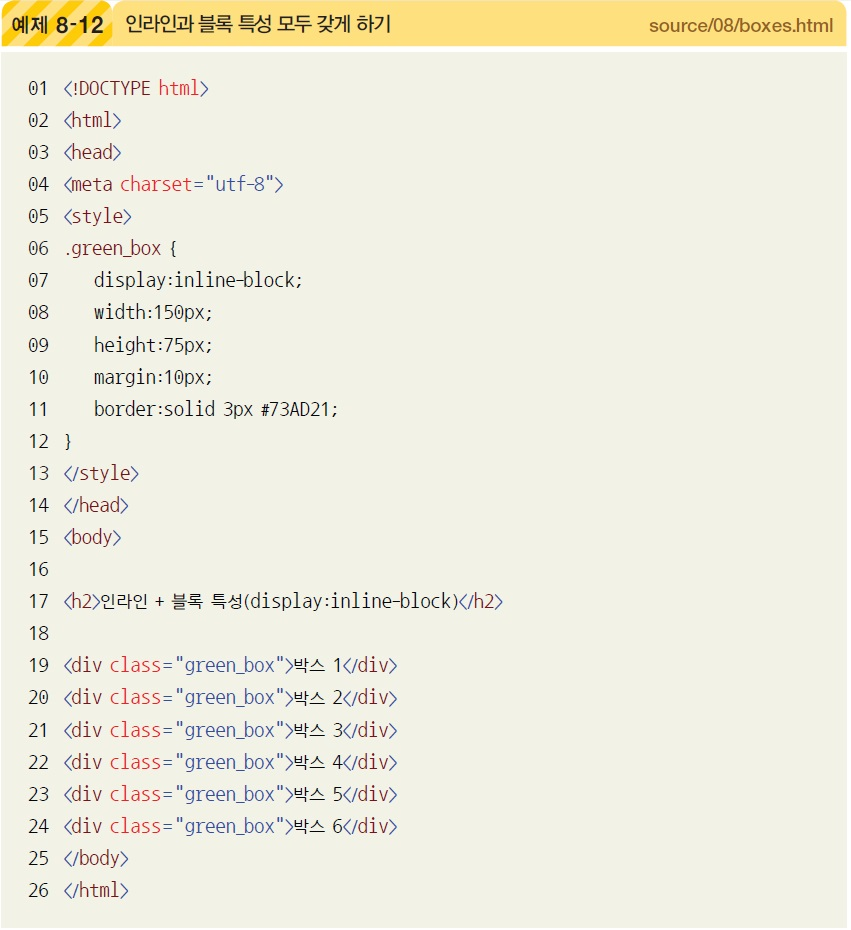 예제 8-12 인라인과 블록 특성 모두 갖게 하기 source/08/boxes.html
01 <!DOCTYPE html>
02 <html>
03 <head>
04 <meta charset="utf-8">
05 <style>
06 .green_box {
07 display:inline-block;
08 width:150px;
09 height:75px;
10 margin:10px;
11 border:solid 3px #73AD21;
12 }
13 </style>
14 </head>
15 <body>
16
17 <h2>인라인 + 블록 특성(display:inline-block)</h2>
18
19 <div class="green_box">박스 1</div>
20 <div class="green_box">박스 2</div>
21 <div class="green_box">박스 3</div>
22 <div class="green_box">박스 4</div>
23 <div class="green_box">박스 5</div>
24 <div class="green_box">박스 6</div>
25 </body>
26 </html>